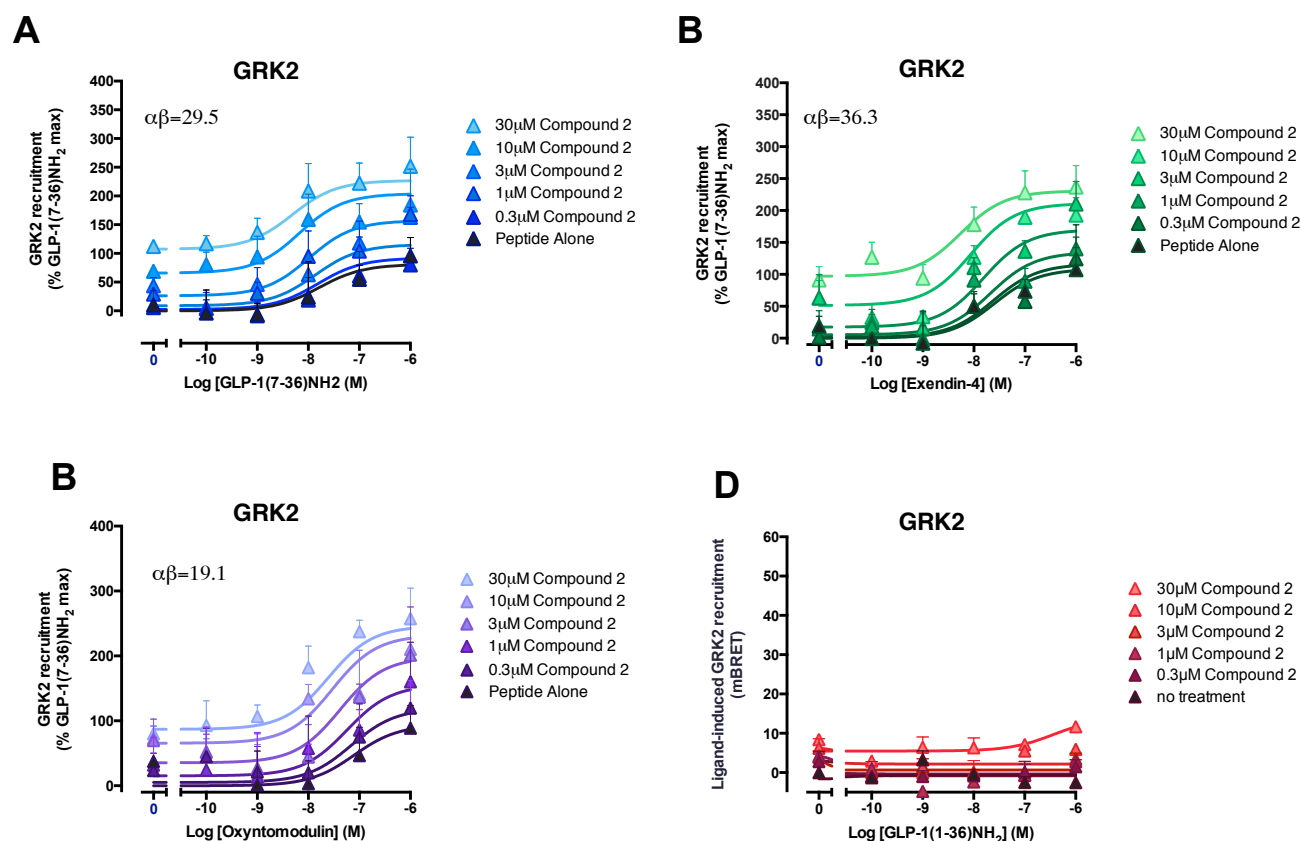 A
GRK2
αβ=29.5
GRK2 recruitment
(% GLP-1(7-36)NH2 max)
400
350
300
250
200
150
100
50
0
0 -10 -9 -8 -7 -6
Log [GLP-1(7-36)NH2 (M)
30μM Compound 2
10μM Compound 2
3μM Compound 2
1μM Compound 2
0.3μM Compound 2
Peptide Alone
B
GRK2
αβ=36.3
GRK2 recruitment
(% GLP-1(7-36)NH2 max)
400
350
300
250
200
150
100
50
0
0 -10 -9 -8 -7 -6
Log [Exendin-4] (M)
30μM Compound 2
10μM Compound 2
3μM Compound 2
1μM Compound 2
0.3μM Compound 2
Peptide Alone
B
GRK2
αβ=19.1
GRK2 recruitment
(% GLP-1(7-36)NH2 max)
400
300
200
100
0
0 -10 -9 -8 -7 -6
Log [Oxyntomodulin] (M)
30μM Compound 2
10μM Compound 2
3μM Compound 2
1μM Compound 2
0.3μM Compound 2
Peptide Alone
D
GRK2
Ligand-induced GRK2 recruitment
(mBRET)
60
50
40
30
20
10
0
0 -10 -9 -8 -7 -6
Log [GLP-1(1-36)NH2] (M)
30μM Compound 2
10μM Compound 2
3μM Compound 2
1μM Compound 2
0.3μM Compound 2
no treatment